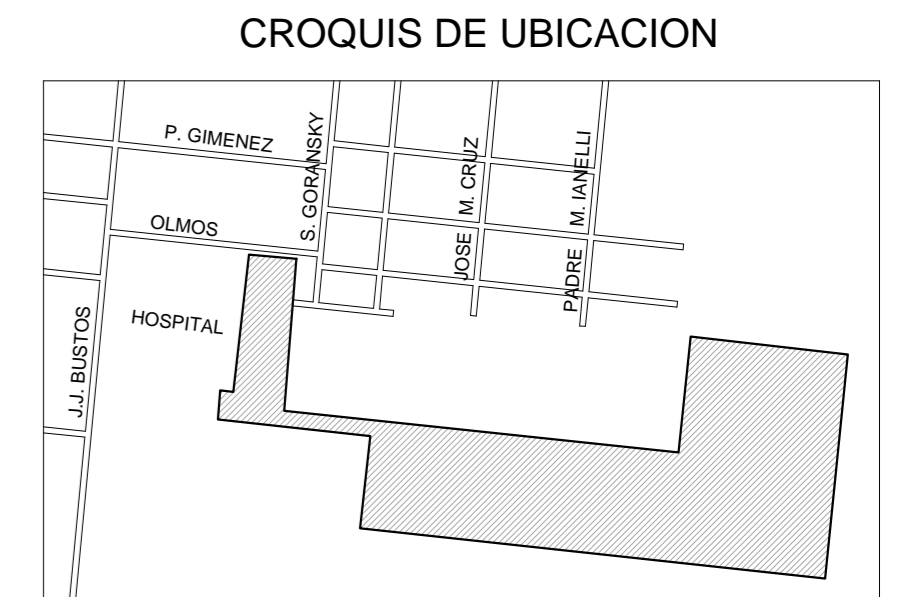 CROQUIS DE UBICACION
P. GIMENEZ
S. GORANSKY
JOSE M. CRUZ
PADRE M. IANELLI
OLMOS
HOSPITAL
J.J. BUSTOS